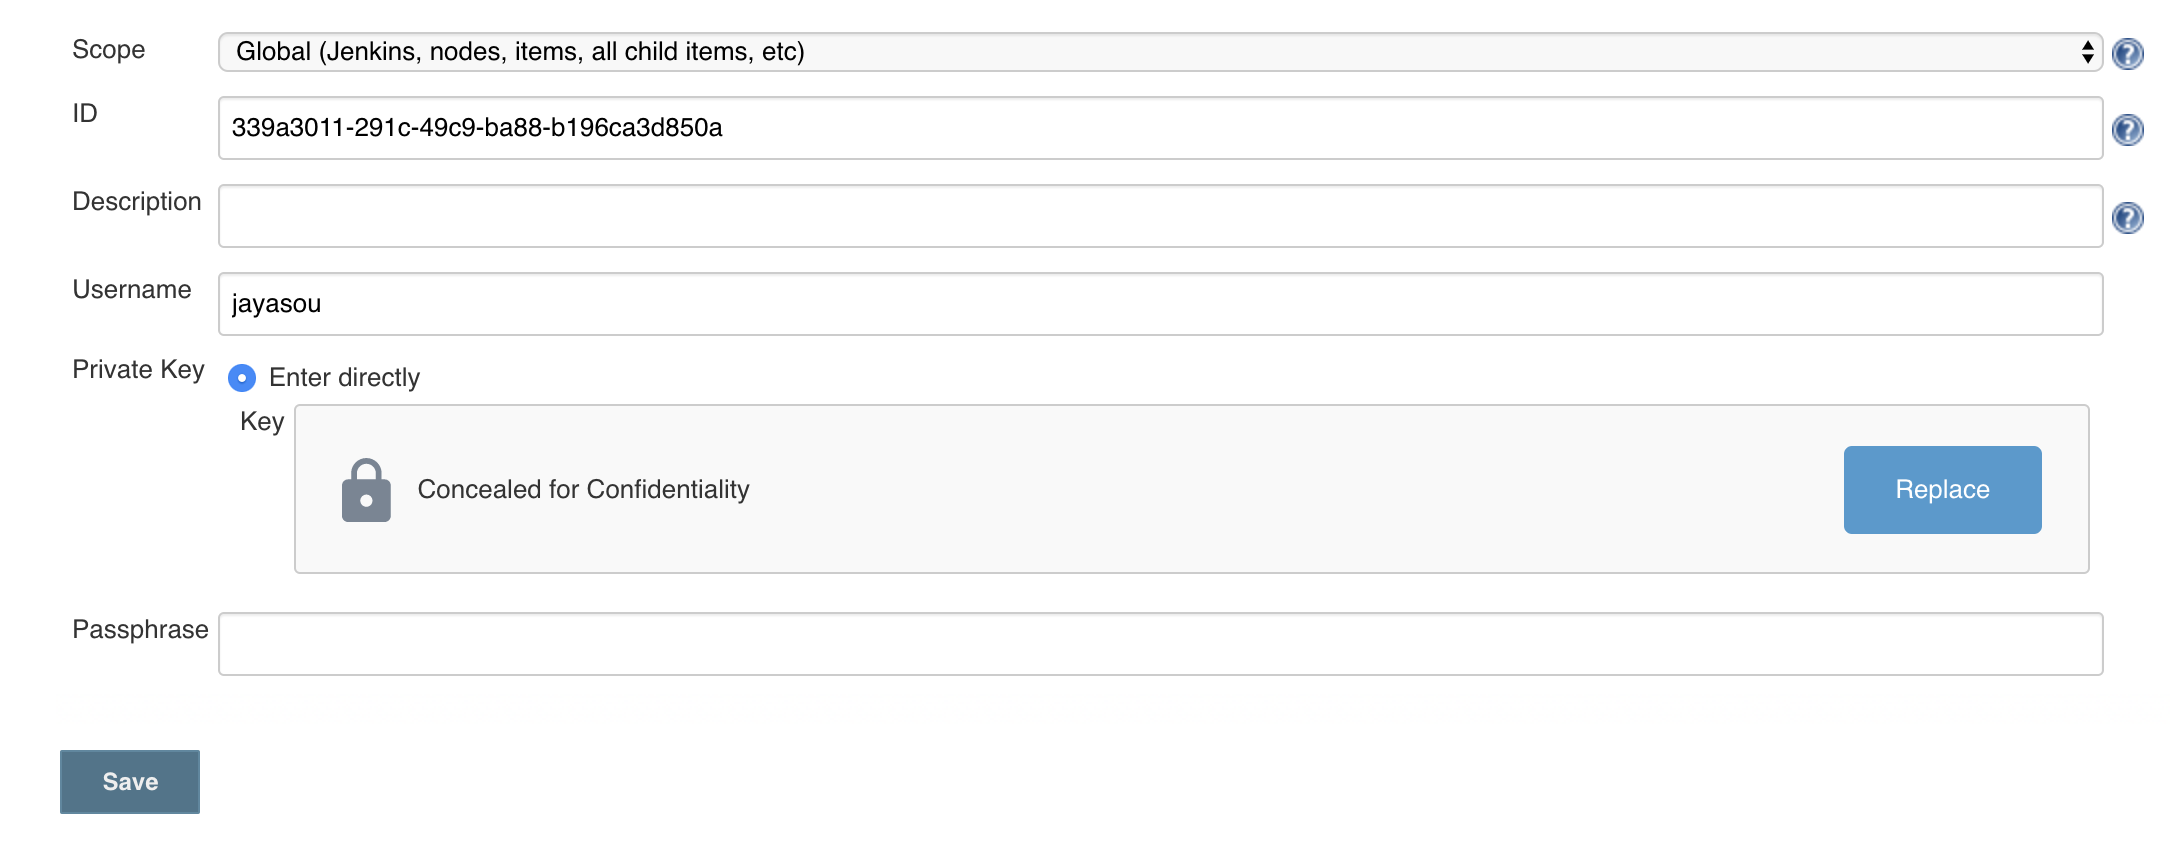 Scope
Global (Jenkins, nodes, items, all child items, etc)
ID
339a3011-291c-49c9-ba88-b196ca3d850a
Description
Username
jayasou
Private Key
Enter directly
Key
Concealed for Confidentiality
Replace
Passphrase
Save